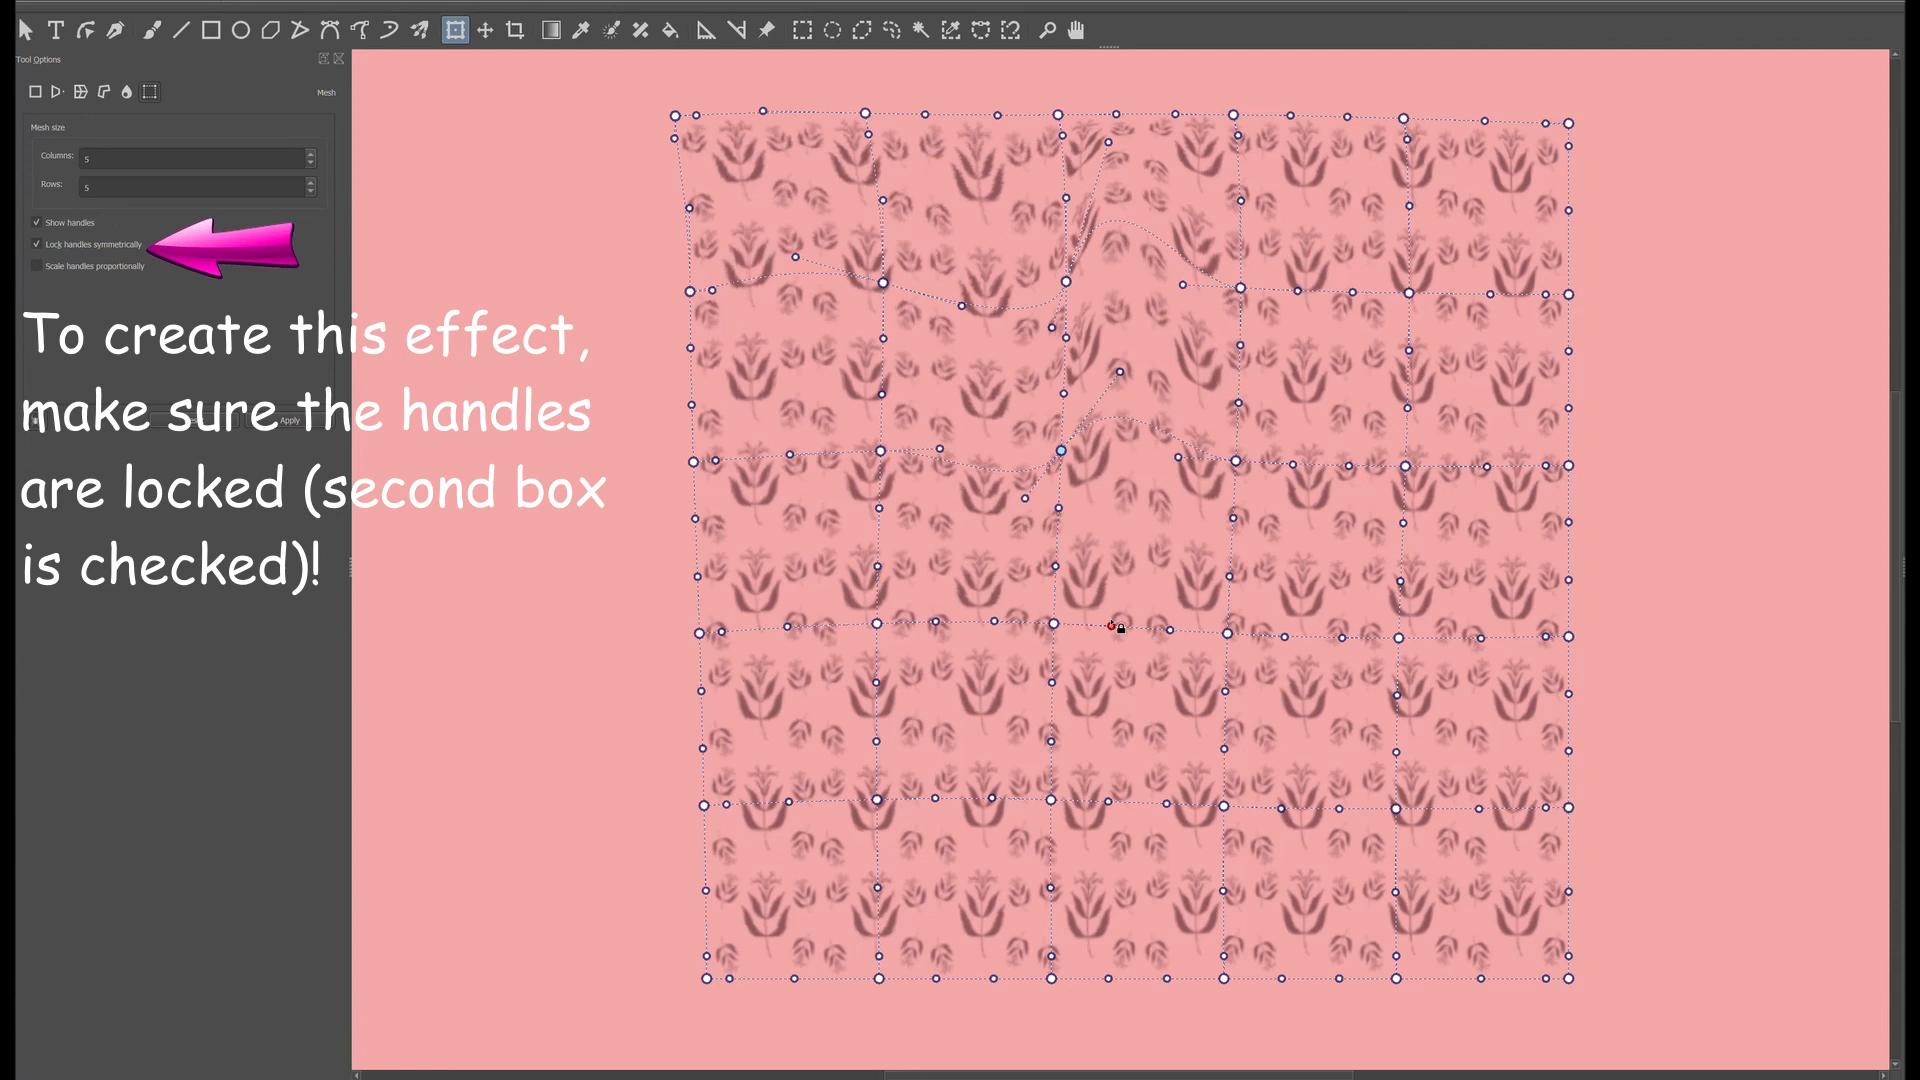 Tool Options
Mesh
Mesh size
Columns: 5
Rows: 5
Show handles
Lock handles symmetrically
Scale handles proportionally
To create this effect,
make sure the handles
Apply
are locked (second box
is checked)!